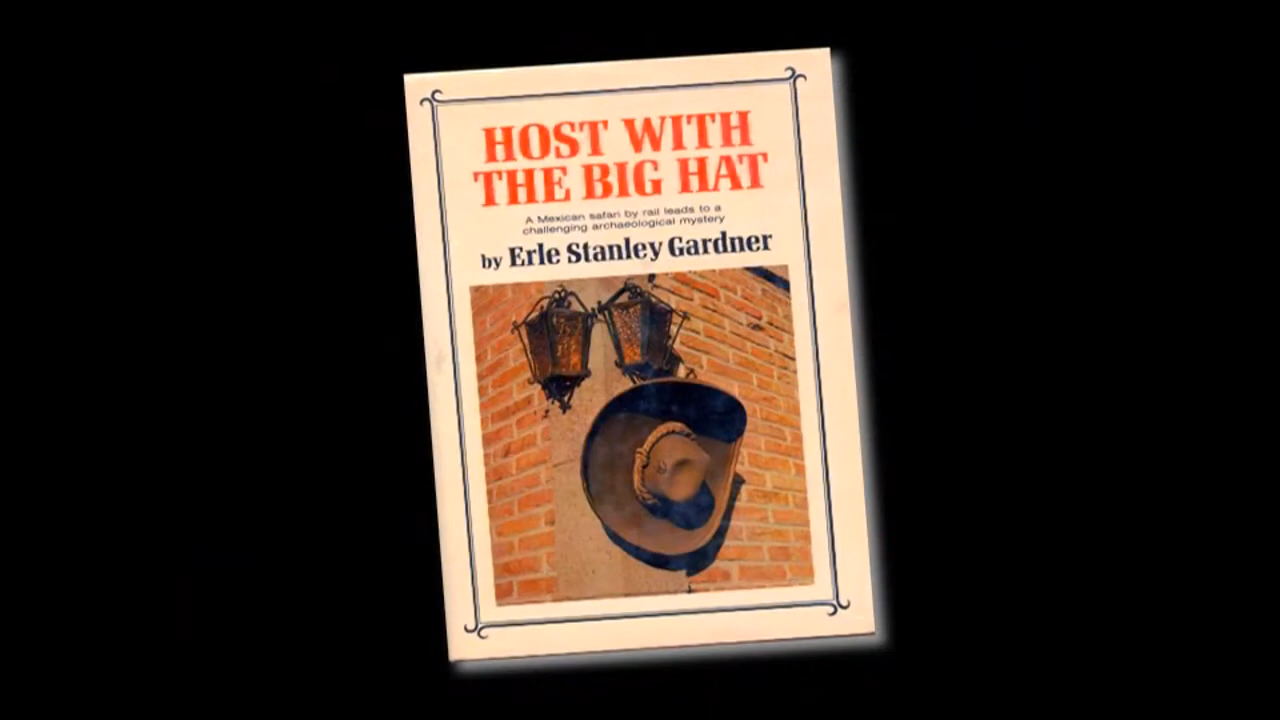 HOST WITH
THE BIG HAT
A Mexican safari by rail leads to a
challenging archaeological mystery
by Erle Stanley Gardner